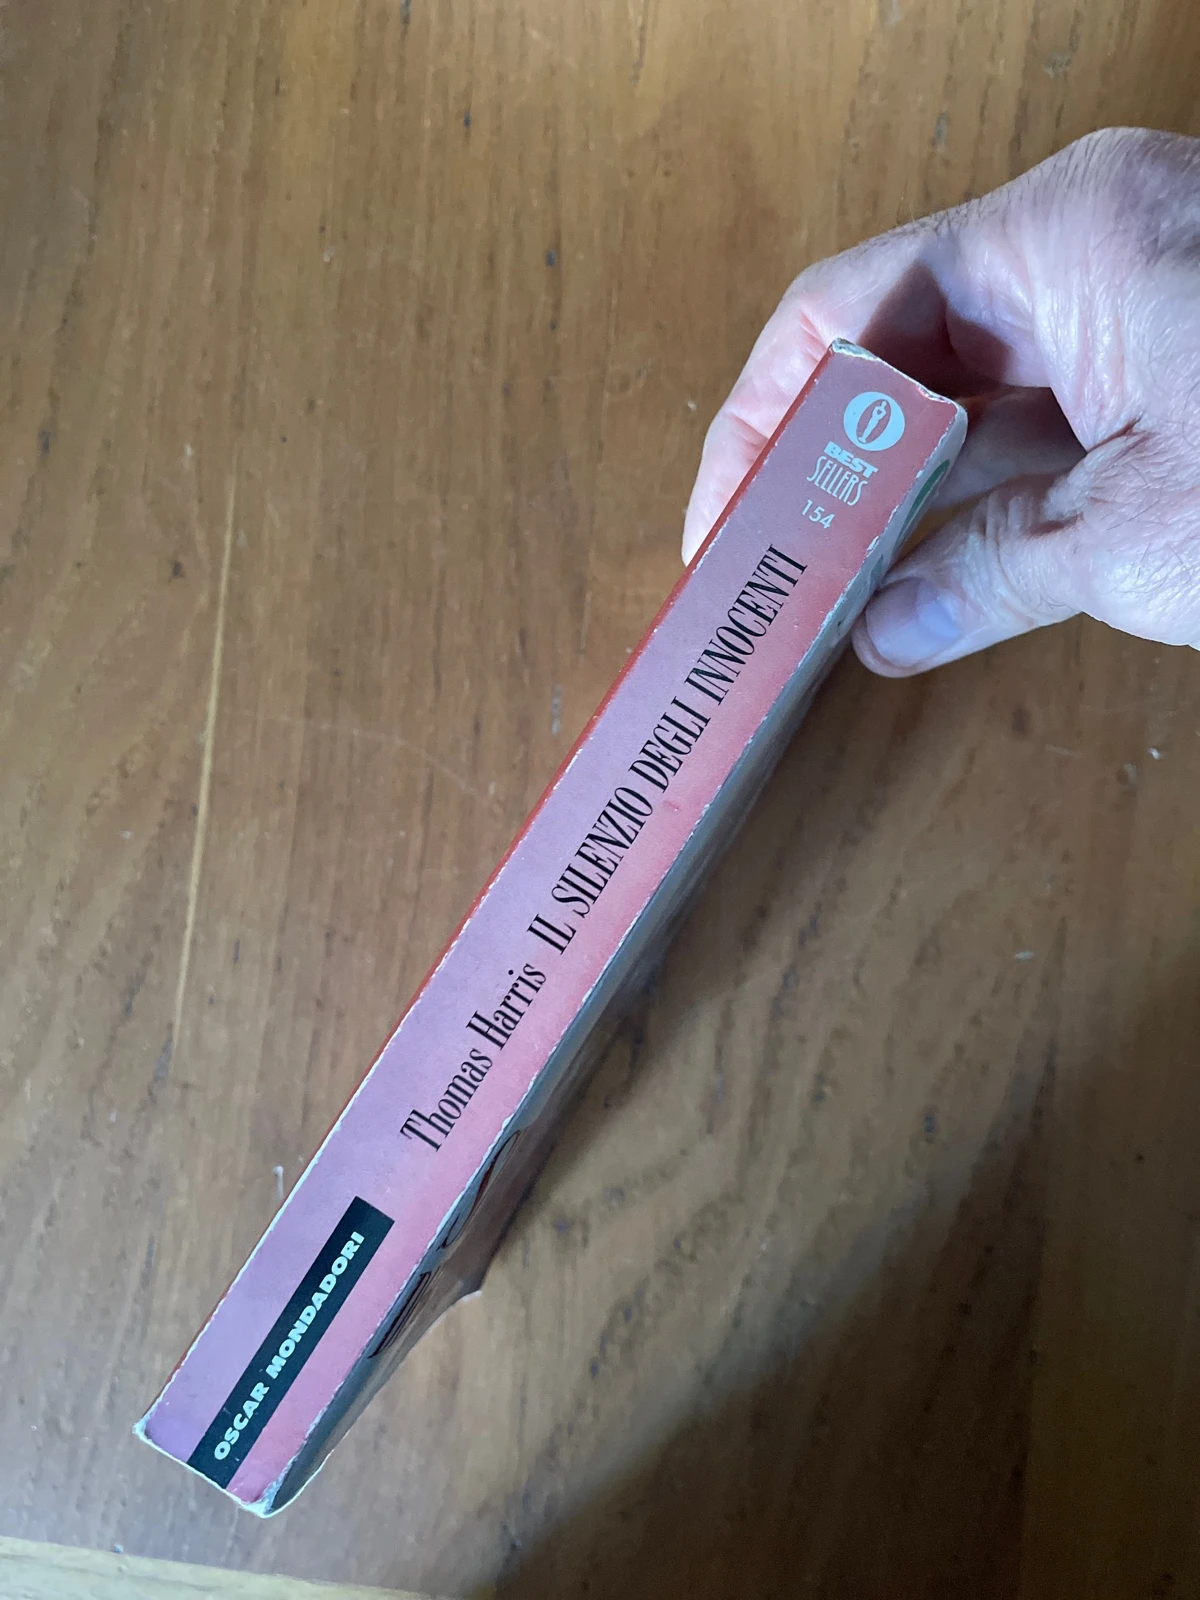 BEST
SELLERS
154
Thomas Harris IL SILENZIO DEGLI INNOCENTI
OSCAR MONDADORI